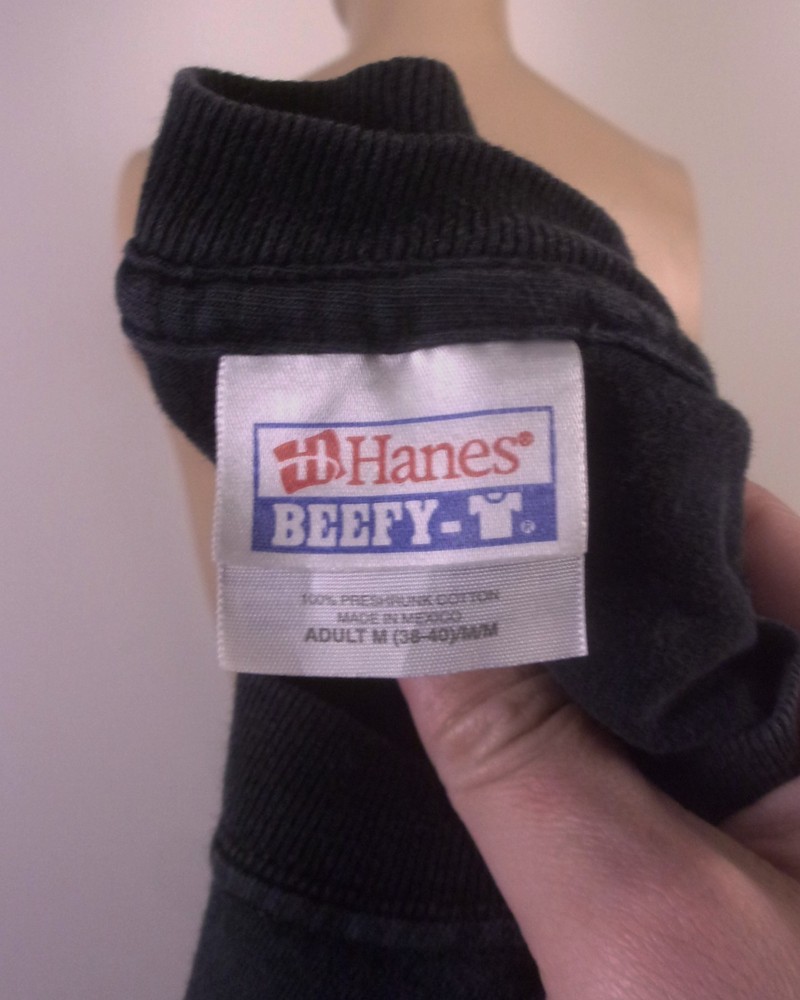 Hanes®
BEEFY-®
100% PRESHRUNK COTTON
MADE IN MEXICO
ADULT M (38-40)/M/M